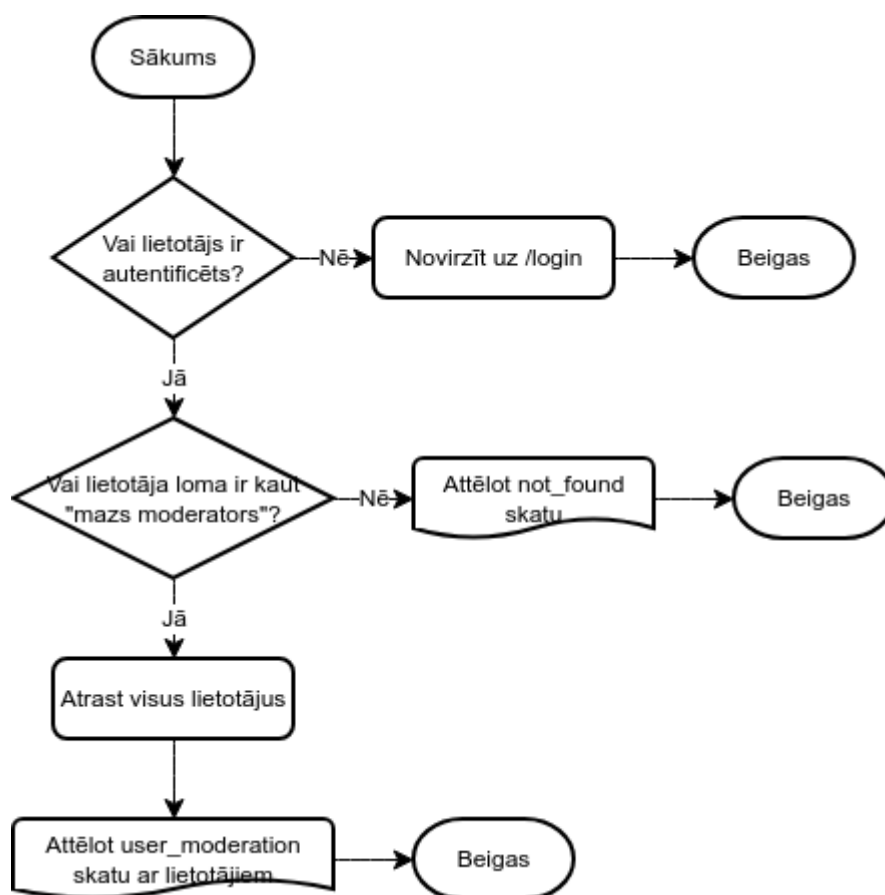 Sākums
Vai lietotājs ir
autentificēts?
Nē
Novirzīt uz /login
Beigas
Jā
Vai lietotāja loma ir kaut
"mazs moderators"?
Nē
Attēlot not_found
skatu
Beigas
Jā
Atrast visus lietotājus
Attēlot user_moderation
skatu ar lietotājiem
Beigas